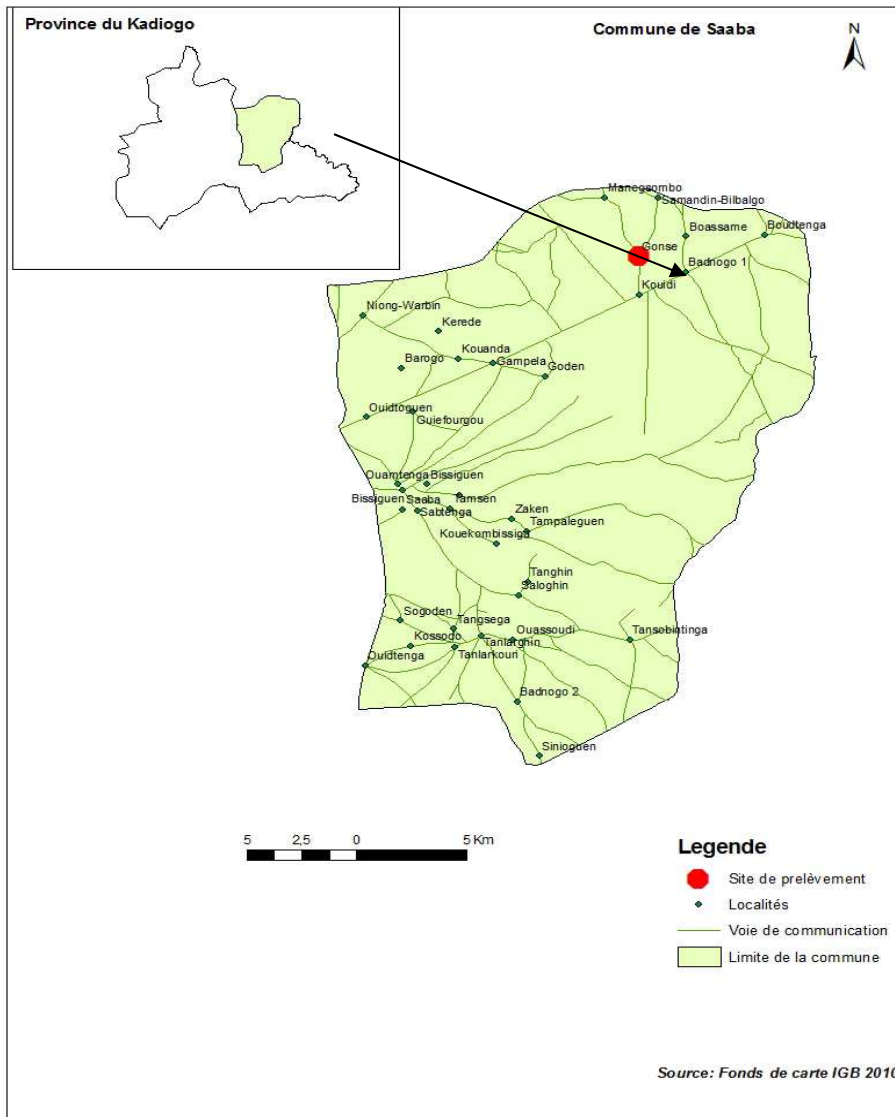 Province du Kadiogo
Commune de Saaba
N
Manegsombo
Samandin-Bilbalgo
Boassame
Boudtenga
Gonse
Badnogo 1
Kouidi
Niong-Warbin
Kerede
Kouanda
Gampela
Barogo
Goden
Ouidtoguen
Guiefourgou
Ouamtenga
Bissiguen
Bissiguen
Saaba
Tamsen
Sabtenga
Zaken
Tampaleguen
Kouekombissiga
Tanghin
Saloghin
Sogoden
Tangsega
Ouassoudi
Tansobintinga
Kossogo
Tanlarghin
Tanlarkouri
Ouidtenga
Badnogo 2
Sinioguen
5 2,5 0 5 Km
Legende
Site de prelèvement
Localités
Voie de communication
Limite de la commune
Source: Fonds de carte IGB 2010